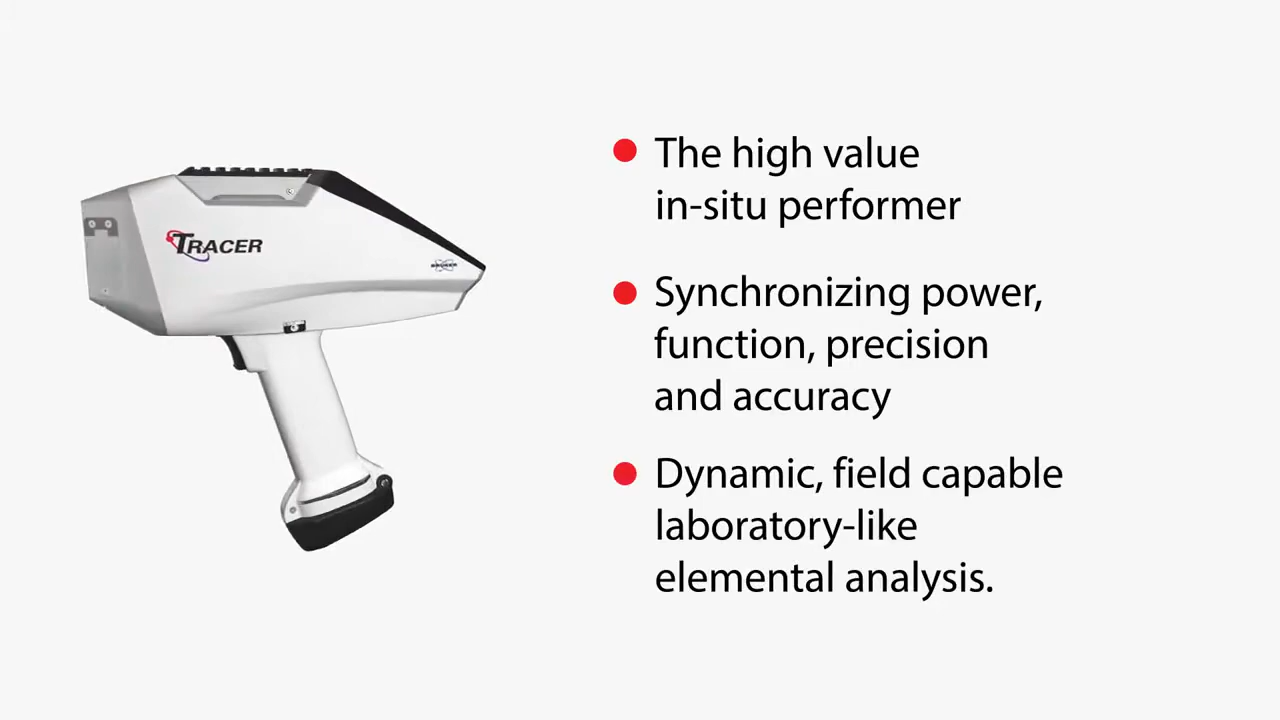 TRACER
BRUKER
The high value
in-situ performer
Synchronizing power,
function, precision
and accuracy
Dynamic, field capable
laboratory-like
elemental analysis.